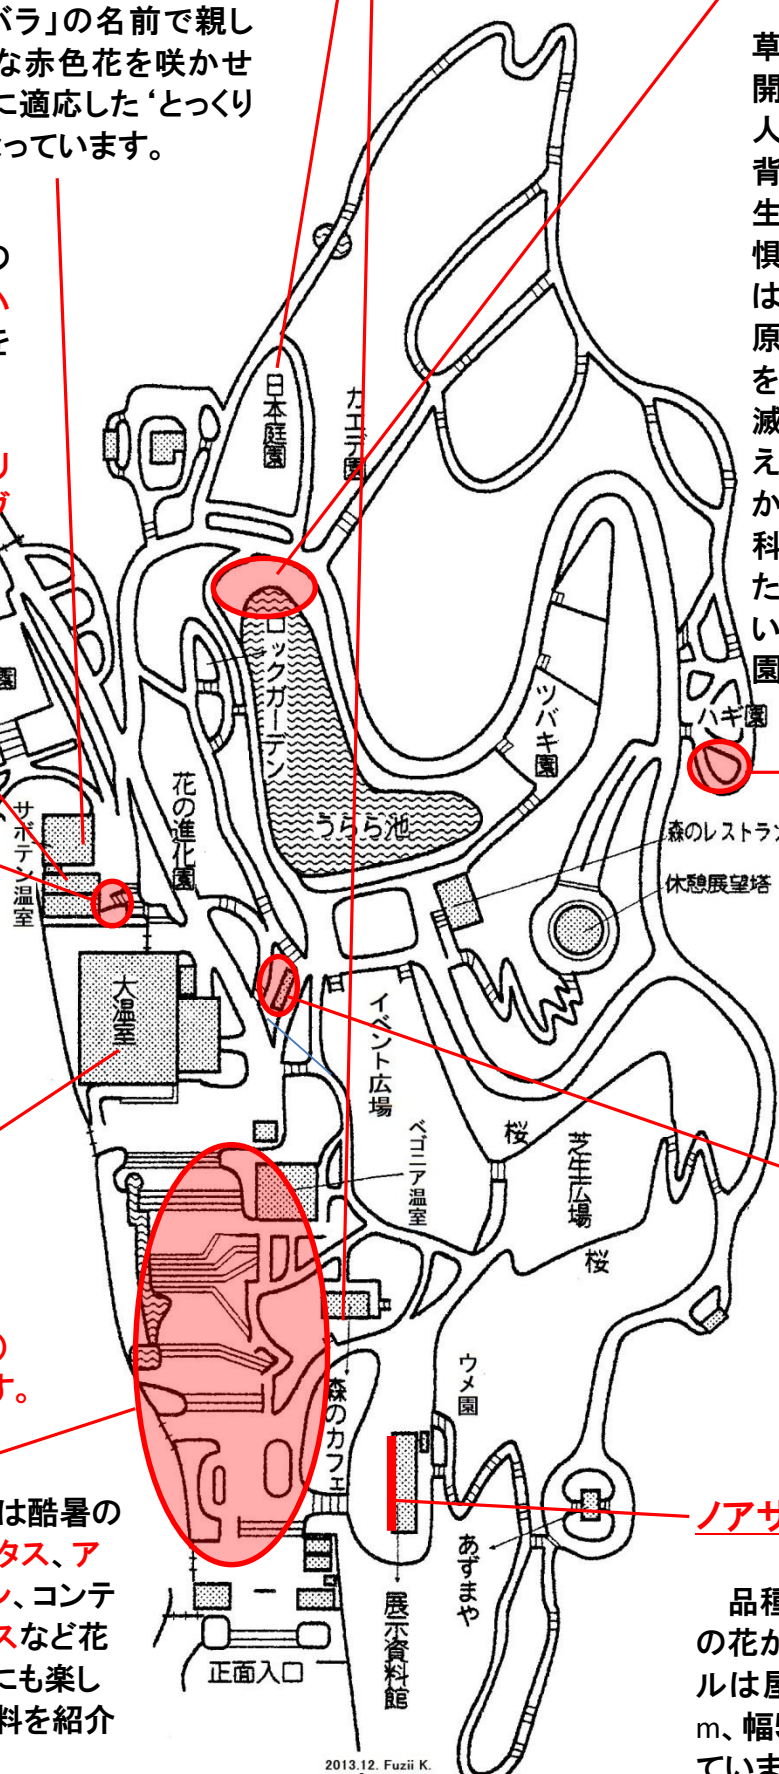 バラ」の名前で親し
な赤色花を咲かせ
に適応した‘とっくり
なっています。
の
を
草
開
人
背
生
惧
は
原
を
滅
え
か
科
た
い
園
日本庭園
カエデ園
ロックガーデン
ツバキ園
ハギ園
うらら池
花の進化園
サボテン温室
園
森のレストラン
休憩展望塔
大温室
イベント広場
ベゴニア温室
桜
芝生広場
桜
の
す。
森のカフェ
ウメ園
は酷暑の
タス、ア
ン、コンテ
スなど花
にも楽し
料を紹介
あずまや
展示資料館
正面入口
ノアサ
品種
の花か
ルは屋
m、幅5
ていま
2013.12. Fuzii K.